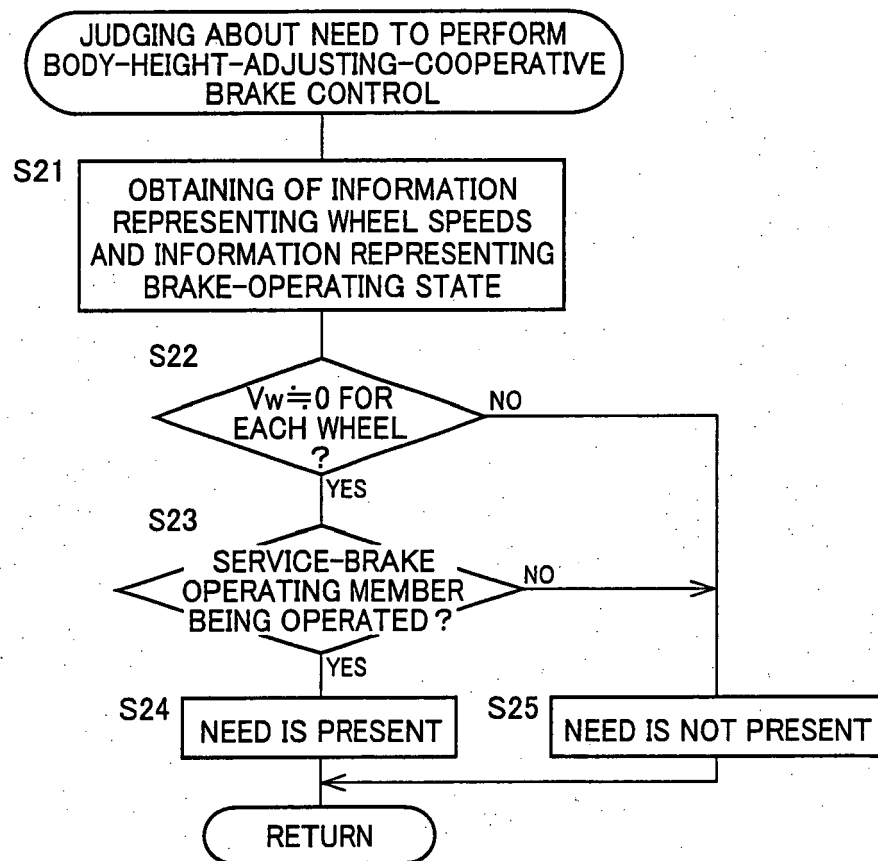 JUDGING ABOUT NEED TO PERFORM
BODY-HEIGHT-ADJUSTING-COOPERATIVE
BRAKE CONTROL
S21
OBTAINING OF INFORMATION
REPRESENTING WHEEL SPEEDS
AND INFORMATION REPRESENTING
BRAKE-OPERATING STATE
S22
Vw≒0 FOR
EACH WHEEL
?
NO
YES
S23
SERVICE-BRAKE
OPERATING MEMBER
BEING OPERATED ?
NO
YES
S24
NEED IS PRESENT
S25
NEED IS NOT PRESENT
RETURN